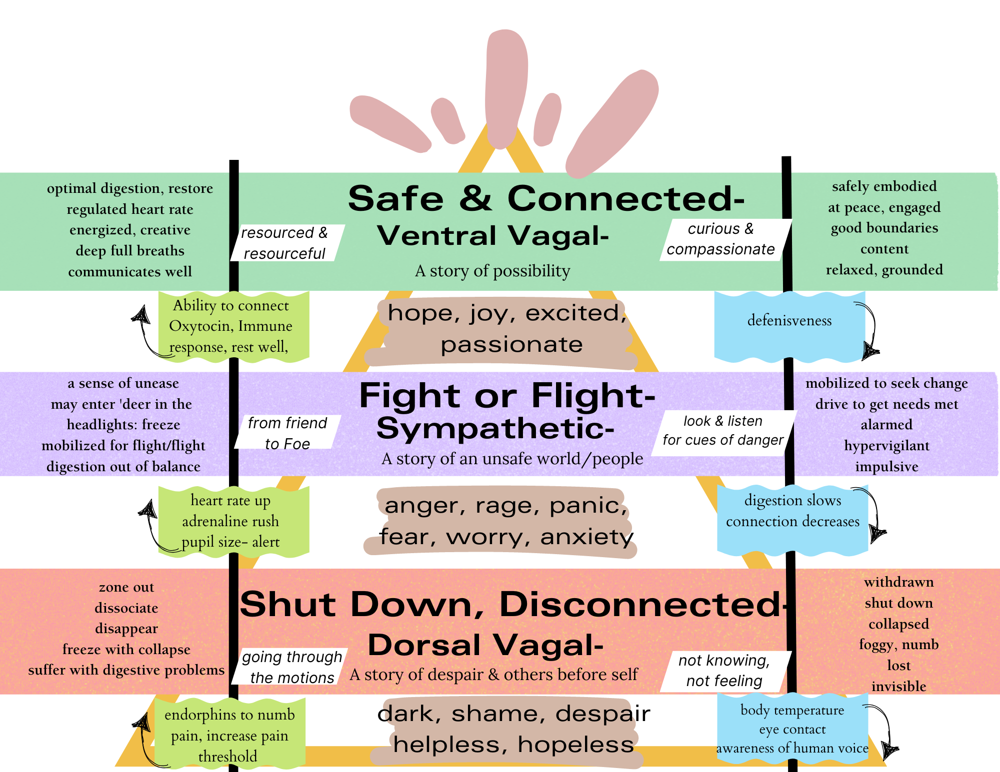 optimal digestion, restore
regulated heart rate
energized, creative
deep full breaths
communicates well
resourced &
resourceful
Safe & Connected-
Ventral Vagal-
A story of possibility
curious &
compassionate
safely embodied
at peace, engaged
good boundaries
content
relaxed, grounded
Ability to connect
Oxytocin, Immune
response, rest well,
hope, joy, excited,
passionate
defenisveness
a sense of unease
may enter 'deer in the
headlights: freeze
mobilized for flight/flight
digestion out of balance
from friend
to Foe
Fight or Flight-
Sympathetic-
A story of an unsafe world/people
look & listen
for cues of danger
mobilized to seek change
drive to get needs met
alarmed
hypervigilant
impulsive
heart rate up
adrenaline rush
pupil size- alert
anger, rage, panic,
fear, worry, anxiety
digestion slows
connection decreases
zone out
dissociate
disappear
freeze with collapse
suffer with digestive problems
going through
the motions
Shut Down, Disconnected-
Dorsal Vagal-
A story of despair & others before self
not knowing,
not feeling
withdrawn
shut down
collapsed
foggy, numb
lost
invisible
endorphins to numb
pain, increase pain
threshold
dark, shame, despair
helpless, hopeless
body temperature
eye contact
awareness of human voice